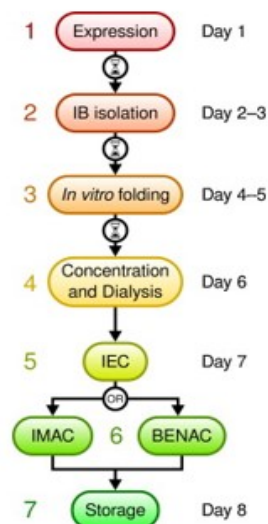 1 Expression Day 1
2 IB isolation Day 2–3
3 In vitro folding Day 4–5
4 Concentration and Dialysis Day 6
5 IEC Day 7
OR
IMAC 6 BENAC
7 Storage Day 8